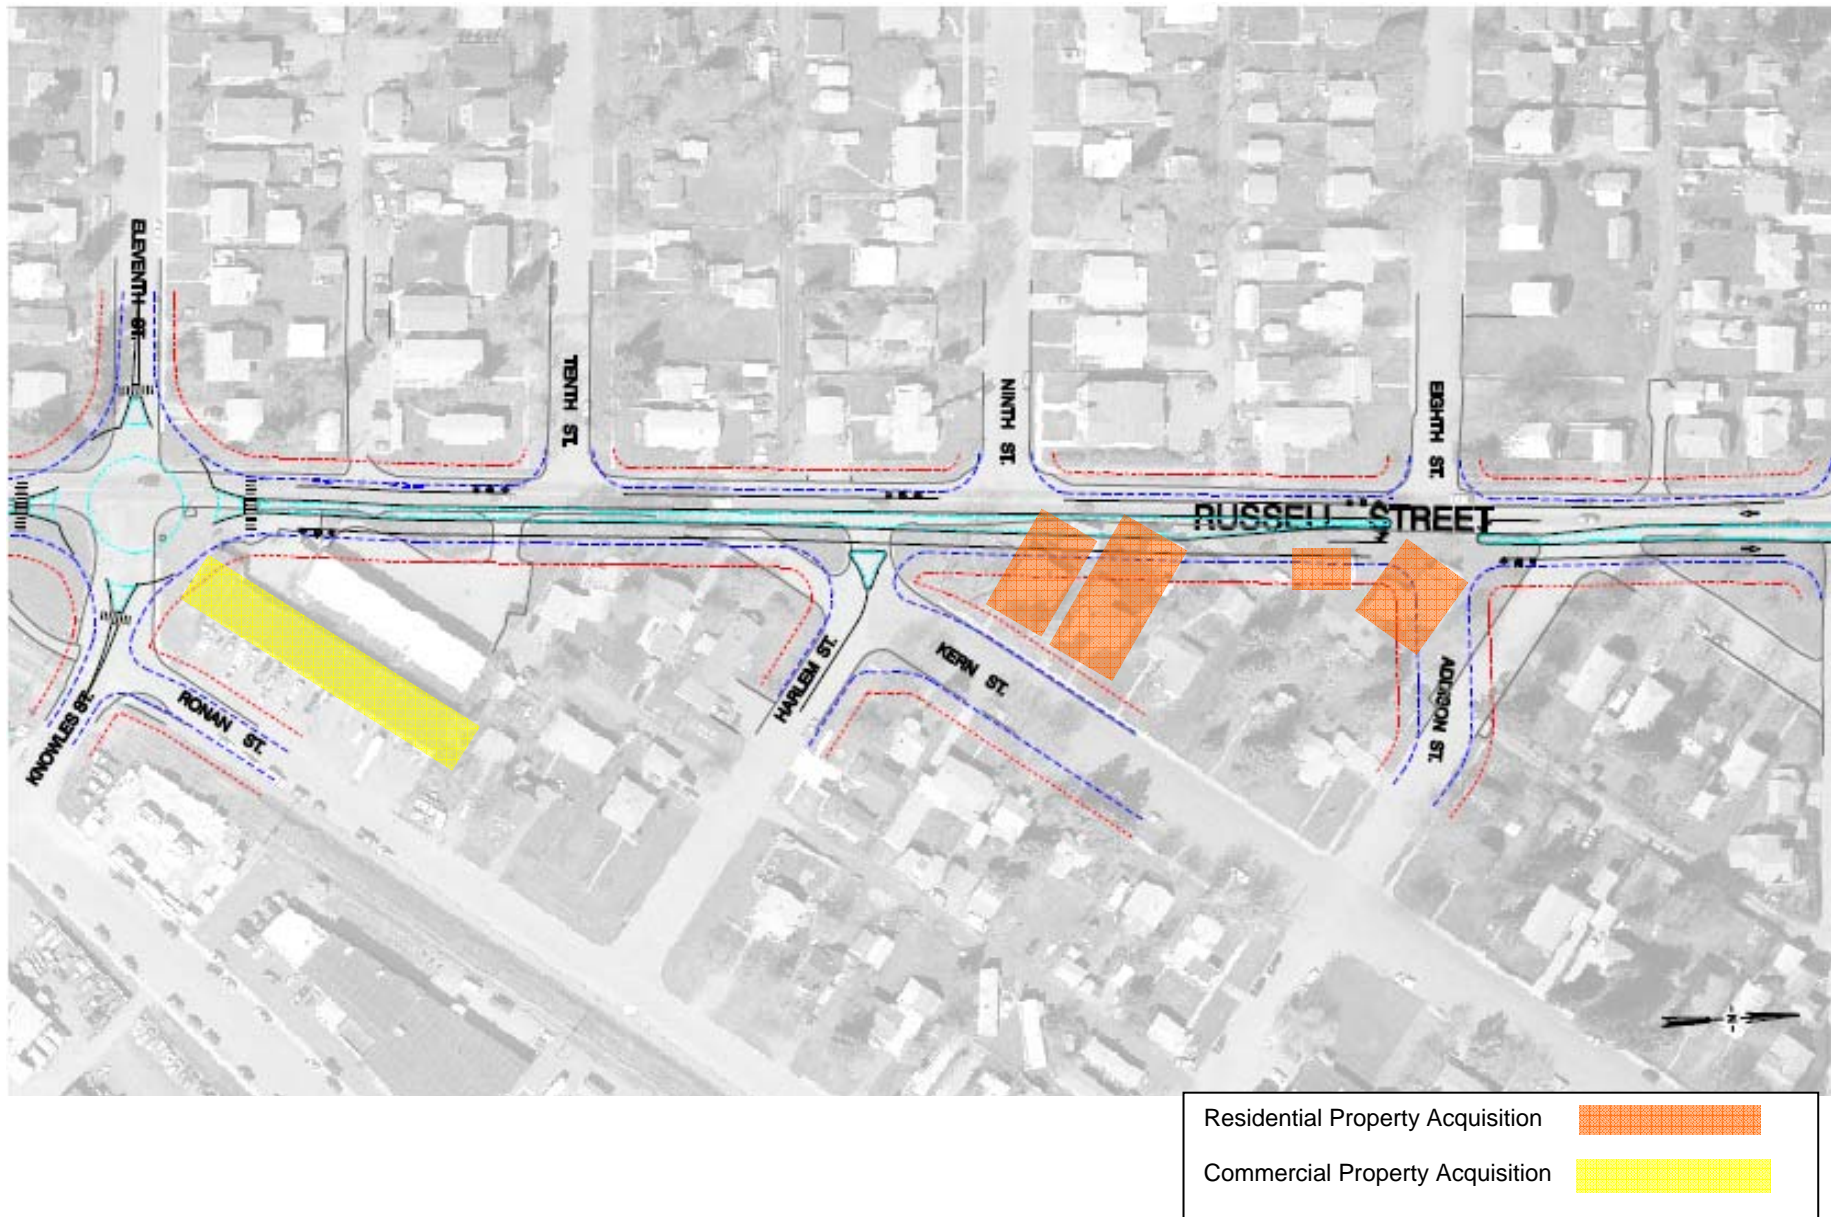 ELEVENTH ST.
TENTH ST.
NINTH ST.
EIGHTH ST.
RUSSELL STREET
KNOWLES ST.
RONAN ST.
HARLEM ST.
KERN ST.
ADDISON ST.
N
Residential Property Acquisition
Commercial Property Acquisition